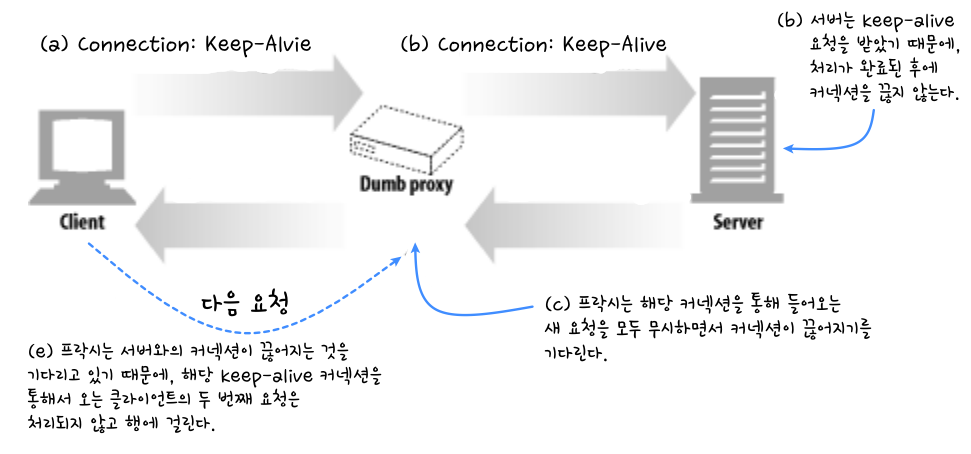 (a) Connection: Keep-Alvie
(b) Connection: Keep-Alive
(b) 서버는 keep-alive
요청을 받았기 때문에,
처리가 완료된 후에
커넥션을 끊지 않는다.
Dumb proxy
Client
Server
다음 요청
(c) 프락시는 해당 커넥션을 통해 들어오는
새 요청을 모두 무시하면서 커넥션이 끊어지기를
기다린다.
(e) 프락시는 서버와의 커넥션이 끊어지는 것을
기다리고 있기 때문에, 해당 keep-alive 커넥션을
통해서 오는 클라이언트의 두 번째 요청은
처리되지 않고 행에 걸린다.